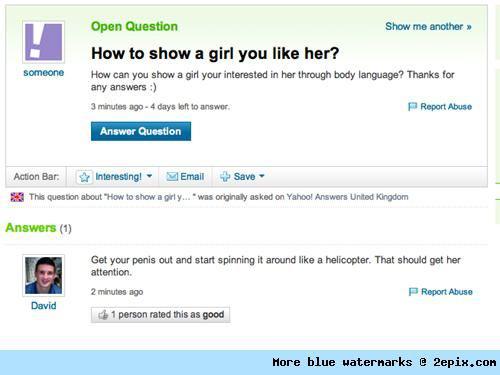 Open Question
Show me another »
someone
How to show a girl you like her?
How can you show a girl your interested in her through body language? Thanks for
any answers :)
3 minutes ago - 4 days left to answer.
Report Abuse
Answer Question
Action Bar:
Interesting!
Email
Save
This question about "How to show a girl y... " was originally asked on Yahoo! Answers United Kingdom
Answers (1)
Get your penis out and start spinning it around like a helicopter. That should get her
attention.
David
2 minutes ago
Report Abuse
1 person rated this as good
More blue watermarks @ 2epix.com